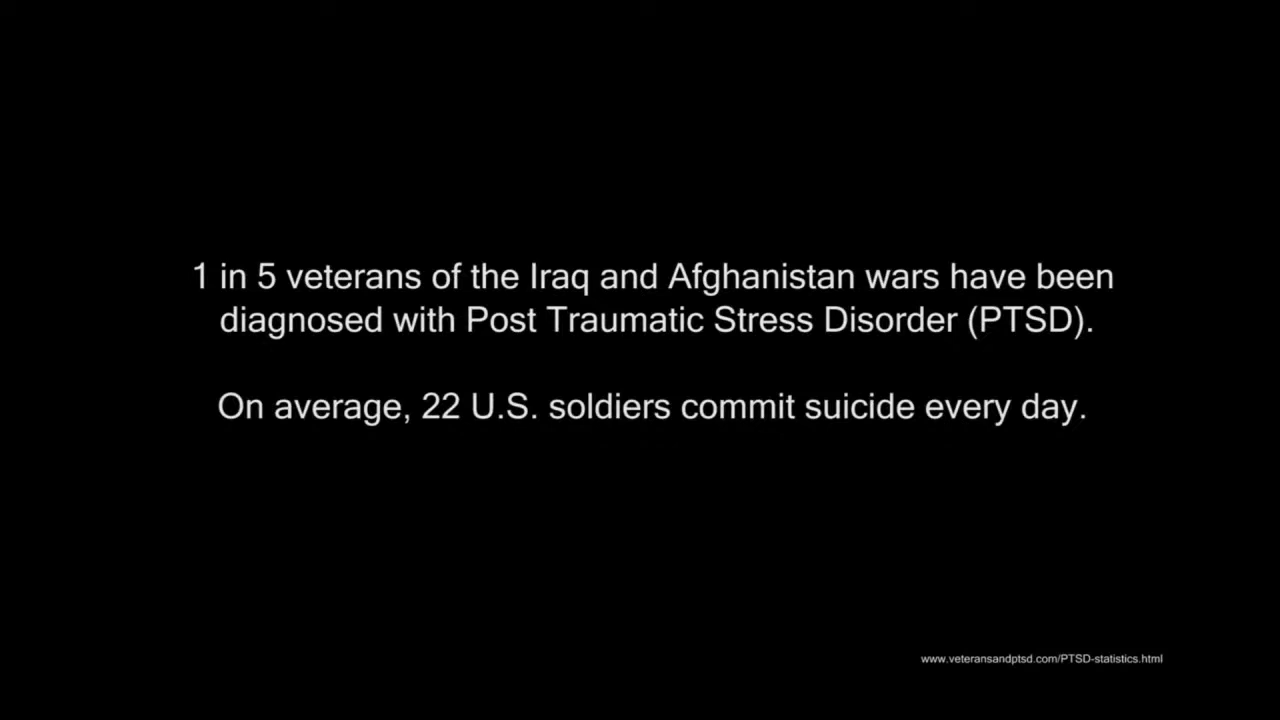 1 in 5 veterans of the Iraq and Afghanistan wars have been
diagnosed with Post Traumatic Stress Disorder (PTSD).
On average, 22 U.S. soldiers commit suicide every day.
www.veteransandptsd.com/PTSD-statistics.html